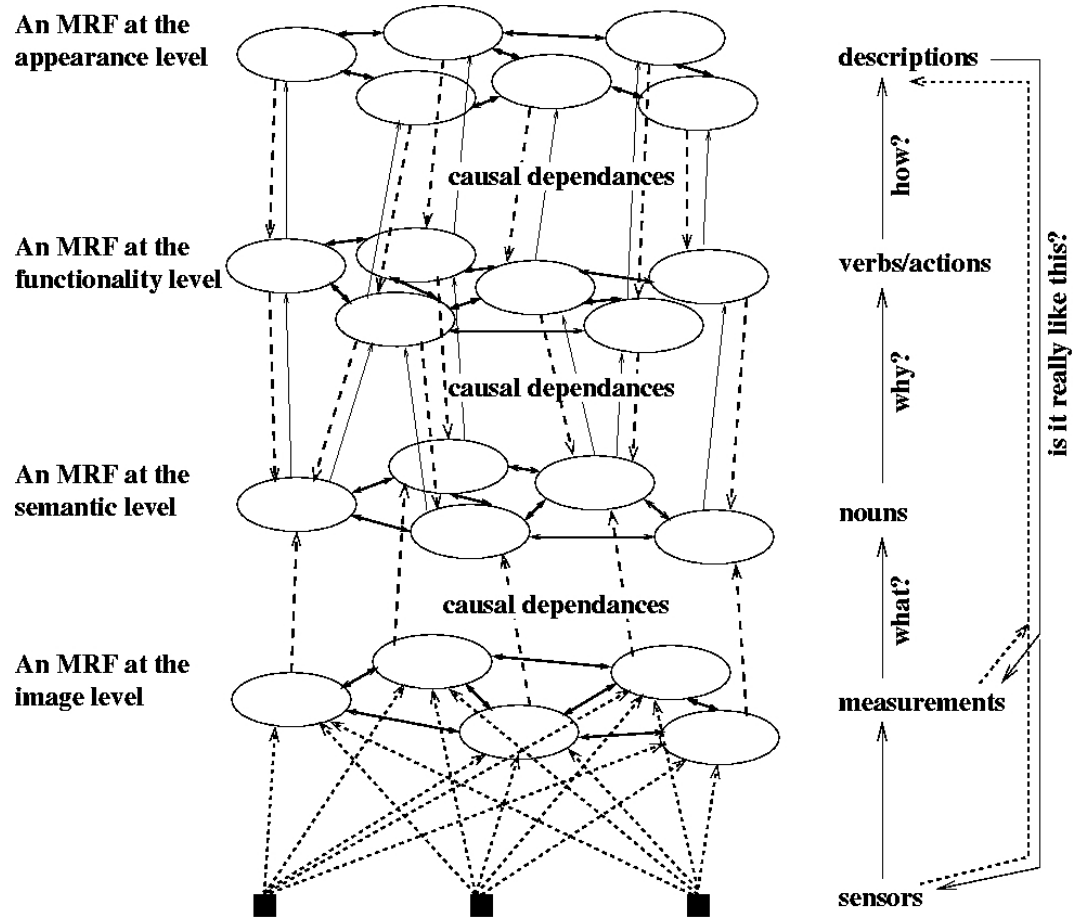 An MRF at the
appearance level
descriptions
how?
causal dependances
An MRF at the
functionality level
verbs/actions
is it really like this?
why?
causal dependances
An MRF at the
semantic level
nouns
what?
causal dependances
An MRF at the
image level
measurements
sensors